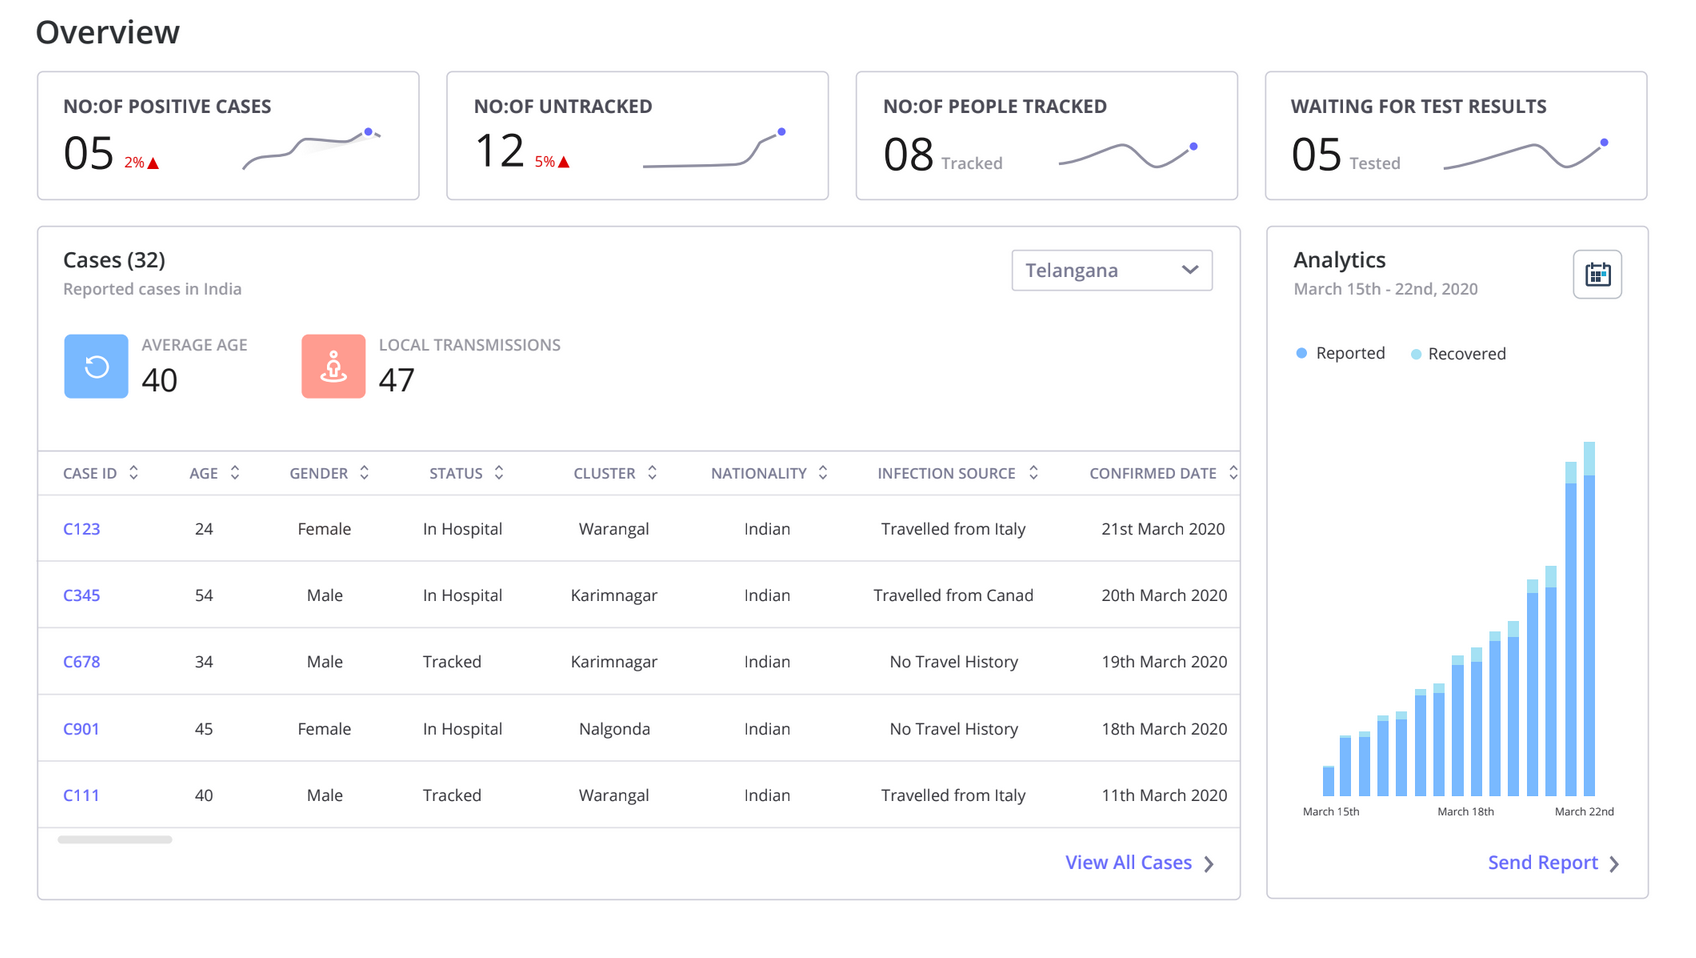 Overview
NO:OF POSITIVE CASES
05 2%▲
NO:OF UNTRACKED
12 5%▲
NO:OF PEOPLE TRACKED
08 Tracked
WAITING FOR TEST RESULTS
05 Tested
Cases (32)
Reported cases in India
Telangana
AVERAGE AGE
40
LOCAL TRANSMISSIONS
47
CASE ID AGE GENDER STATUS CLUSTER NATIONALITY INFECTION SOURCE CONFIRMED DATE
C123 24 Female In Hospital Warangal Indian Travelled from Italy 21st March 2020
C345 54 Male In Hospital Karimnagar Indian Travelled from Canad 20th March 2020
C678 34 Male Tracked Karimnagar Indian No Travel History 19th March 2020
C901 45 Female In Hospital Nalgonda Indian No Travel History 18th March 2020
C111 40 Male Tracked Warangal Indian Travelled from Italy 11th March 2020
View All Cases
Analytics
March 15th - 22nd, 2020
Reported Recovered
March 15th March 18th March 22nd
Send Report